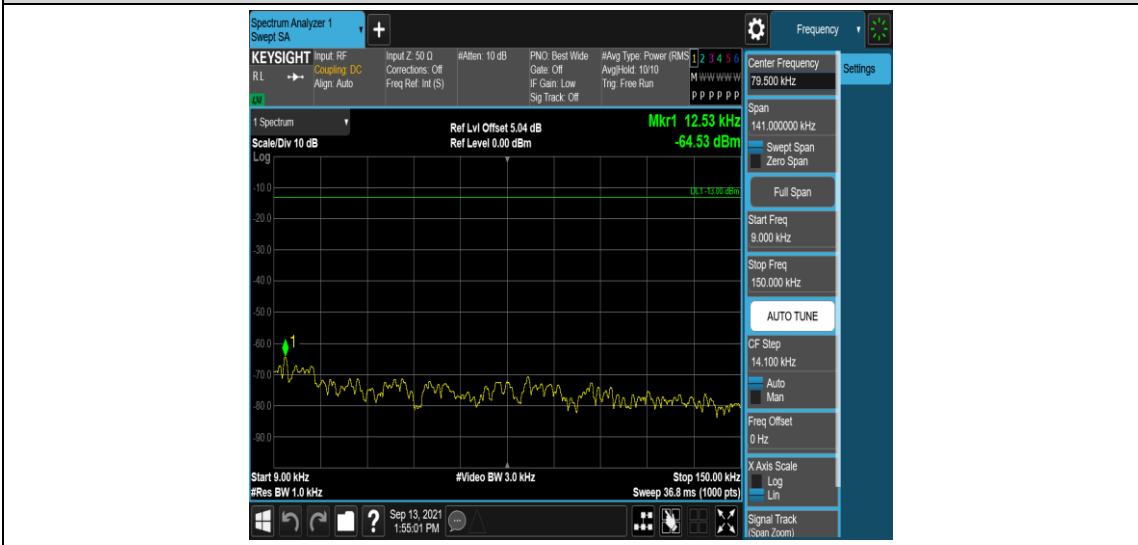 Spectrum Analyzer 1
Swept SA
Frequency
KEYSIGHT
RL
LXI
Input: RF
Coupling: DC
Align: Auto
Input Z: 50 Ω
Corrections: Off
Freq Ref: Int (S)
#Atten: 10 dB
PNO: Best Wide
Gate: Off
IF Gain: Low
Sig Track: Off
#Avg Type: Power (RMS
Avg|Hold: 10/10
Trig: Free Run
1 2 3 4 5 6
M W W W W W
P P P P P P
Center Frequency
79.500 kHz
Settings
Span
141.000000 kHz
Swept Span
Zero Span
Full Span
Start Freq
9.000 kHz
Stop Freq
150.000 kHz
AUTO TUNE
CF Step
14.100 kHz
Auto
Man
Freq Offset
0 Hz
X Axis Scale
Log
Lin
Signal Track
(Span Zoom)
1 Spectrum
Scale/Div 10 dB
Log
Ref Lvl Offset 5.04 dB
Ref Level 0.00 dBm
Mkr1 12.53 kHz
-64.53 dBm
DL1 -13.00 dBm
-10.0
-20.0
-30.0
-40.0
-50.0
-60.0
1
-70.0
-80.0
-90.0
Start 9.00 kHz
#Video BW 3.0 kHz
Stop 150.00 kHz
#Res BW 1.0 kHz
Sweep 36.8 ms (1000 pts)
?
Sep 13, 2021
1:55:01 PM